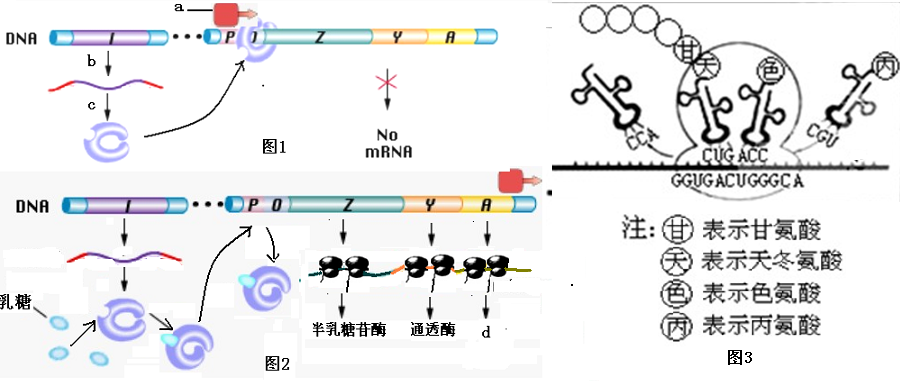 a
DNA I P O Z Y A
b
c
No
mRNA
图1
DNA I P O Z Y A
乳糖
半乳糖苷酶 通透酶 d
图2
甘
天 色 丙
CCA CGU
CUG ACC
GGUGACUGGGCA
注: 甘 表示甘氨酸
天 表示天冬氨酸
色 表示色氨酸
丙 表示丙氨酸
图3